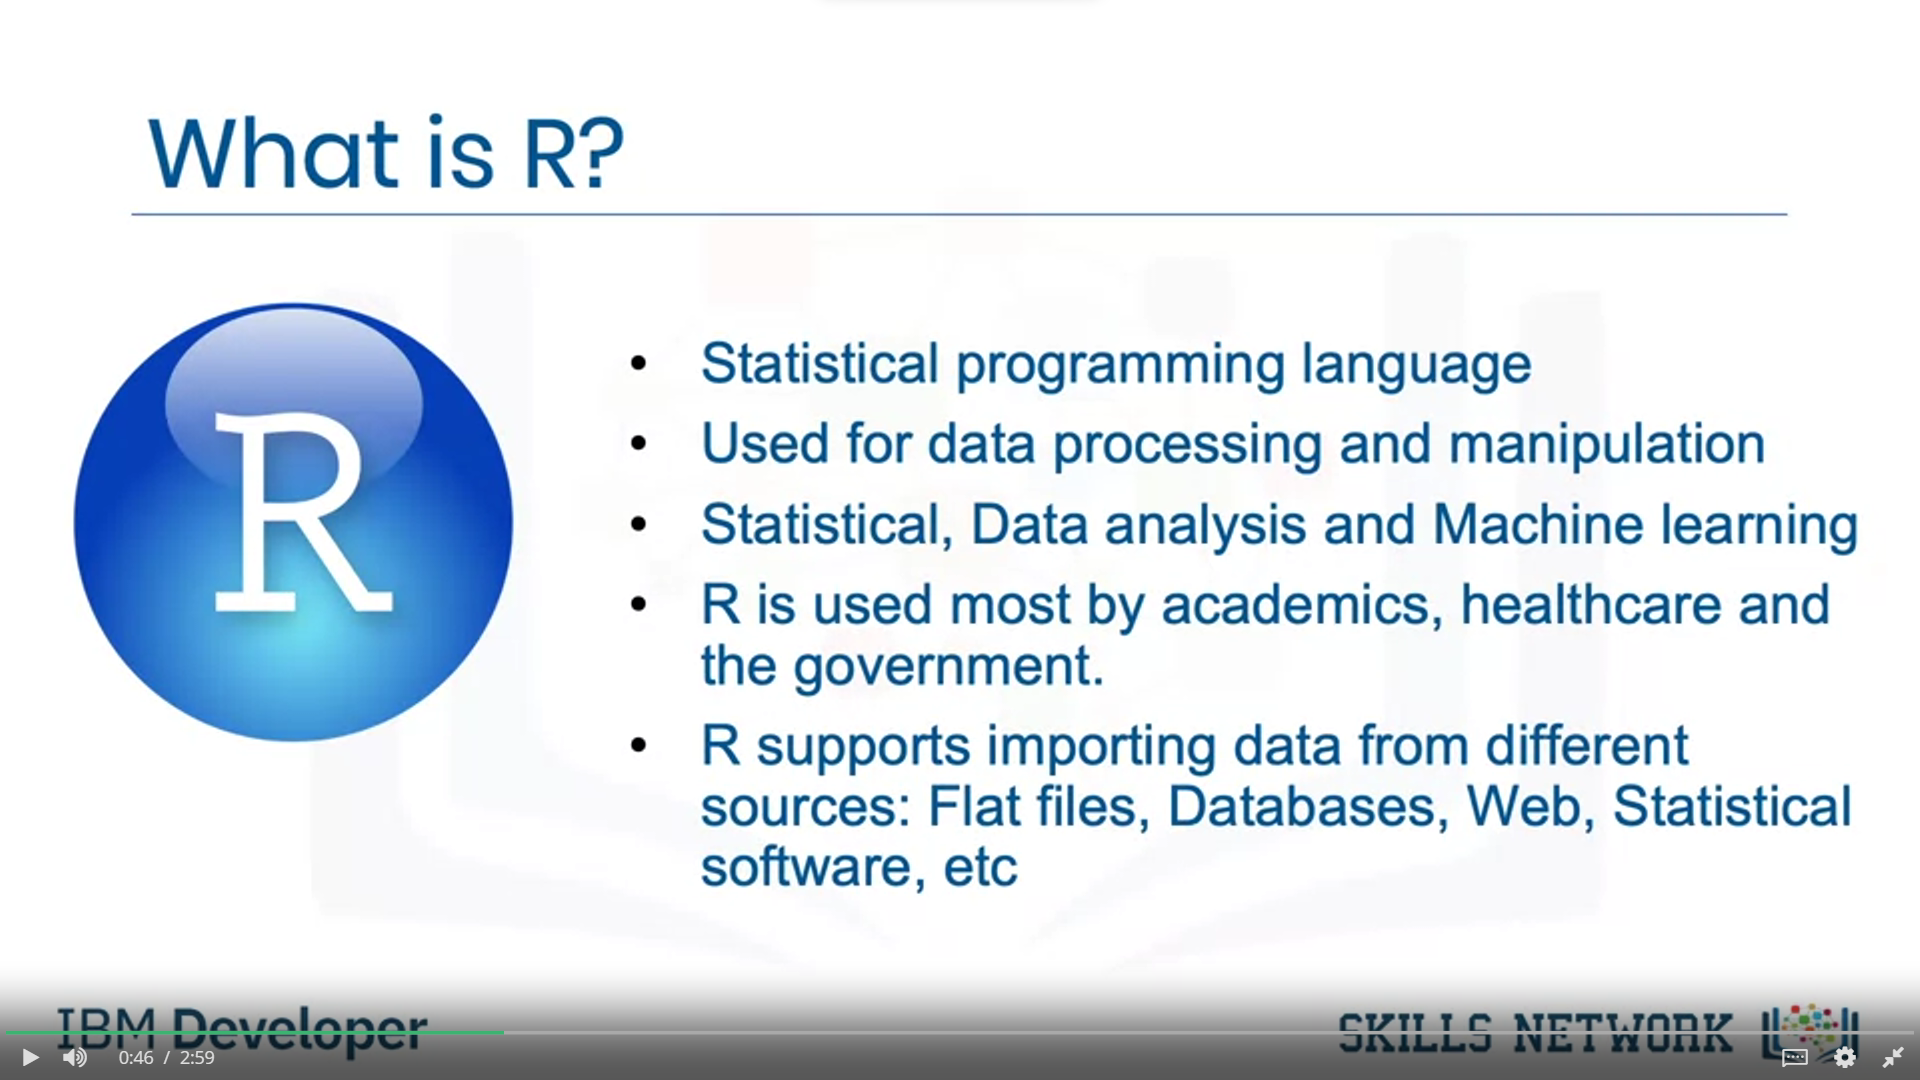 What is R?
R
• Statistical programming language
• Used for data processing and manipulation
• Statistical, Data analysis and Machine learning
• R is used most by academics, healthcare and
the government.
• R supports importing data from different
sources: Flat files, Databases, Web, Statistical
software, etc
IBM Developer
SKILLS NETWORK
0:46 / 2:59